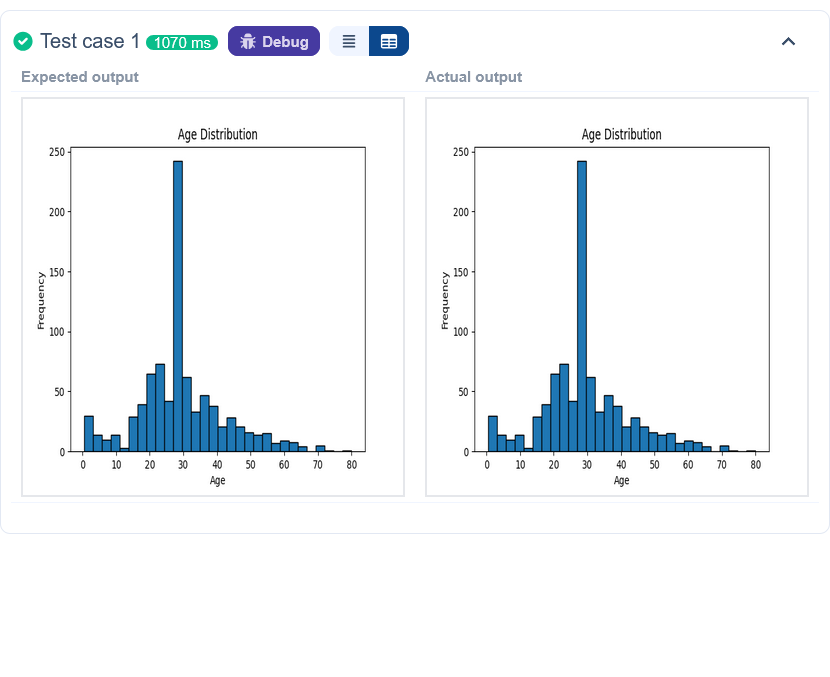 Test case 1 1070 ms Debug
Expected output
Actual output
Age Distribution
250
200
150
100
50
0
Frequency
0 10 20 30 40 50 60 70 80
Age
Age Distribution
250
200
150
100
50
0
Frequency
0 10 20 30 40 50 60 70 80
Age